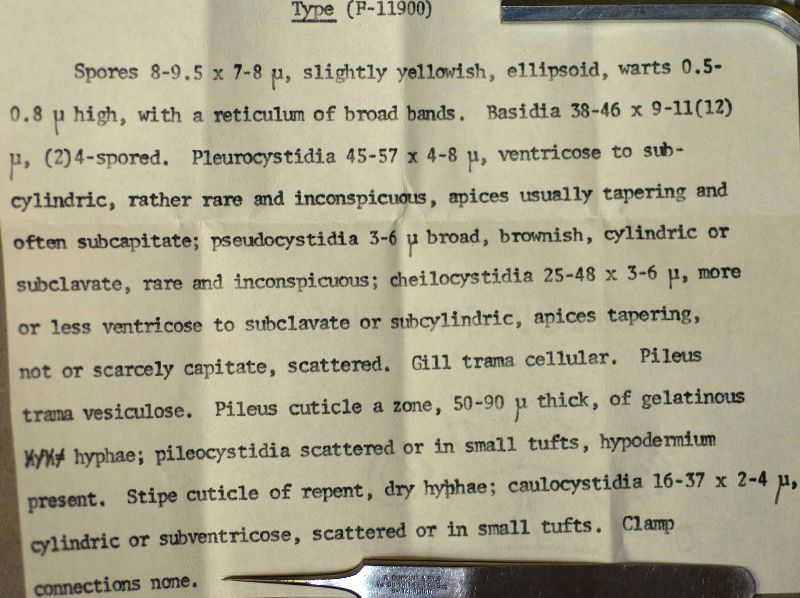 Type (F-11900)
Spores 8-9.5 x 7-8 µ, slightly yellowish, ellipsoid, warts 0.5-
0.8 µ high, with a reticulum of broad bands. Basidia 38-46 x 9-11(12)
µ, (2)4-spored. Pleurocystidia 45-57 x 4-8 µ, ventricose to sub-
cylindric, rather rare and inconspicuous, apices usually tapering and
often subcapitate; pseudocystidia 3-6 µ broad, brownish, cylindric or
subclavate, rare and inconspicuous; cheilocystidia 25-48 x 3-6 µ, more
or less ventricose to subclavate or subcylindric, apices tapering,
not or scarcely capitate, scattered. Gill trama cellular. Pileus
trama vesiculose. Pileus cuticle a zone, 50-90 µ thick, of gelatinous
hyphae; pileocystidia scattered or in small tufts, hypodermium
present. Stipe cuticle of repent, dry hyphae; caulocystidia 16-37 x 2-4 µ,
cylindric or subventricose, scattered or in small tufts. Clamp
connections none.